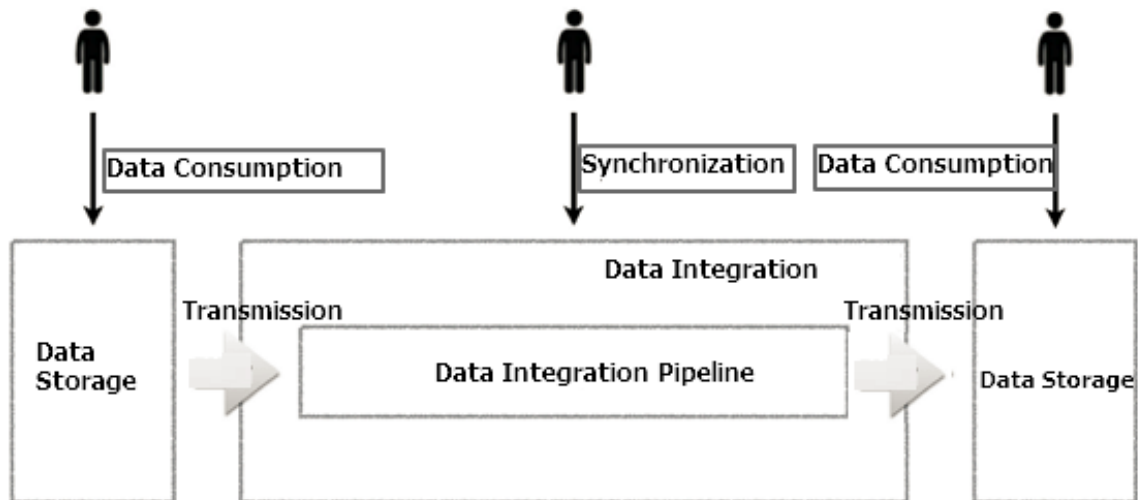 Data Consumption
Synchronization
Data Consumption
Data Integration
Transmission
Transmission
Data
Storage
Data Integration Pipeline
Data Storage